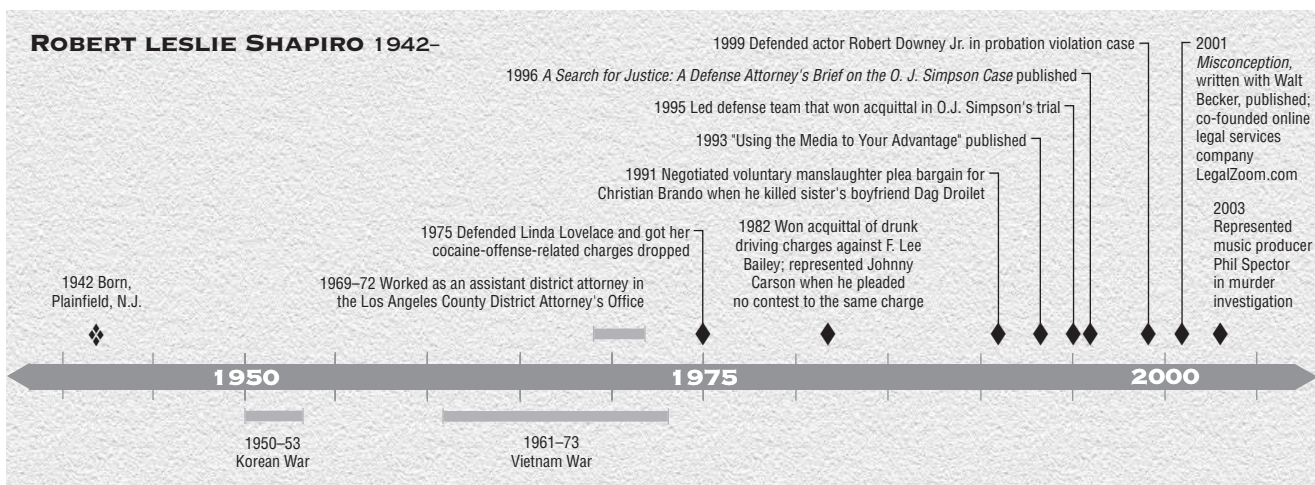 ROBERT LESLIE SHAPIRO 1942–
1999 Defended actor Robert Downey Jr. in probation violation case
1996 A Search for Justice: A Defense Attorney's Brief on the O. J. Simpson Case published
1995 Led defense team that won acquittal in O.J. Simpson's trial
1993 "Using the Media to Your Advantage" published
1991 Negotiated voluntary manslaughter plea bargain for
Christian Brando when he killed sister's boyfriend Dag Droilet
1975 Defended Linda Lovelace and got her
cocaine-offense-related charges dropped
1969–72 Worked as an assistant district attorney in
the Los Angeles County District Attorney's Office
1942 Born,
Plainfield, N.J.
1982 Won acquittal of drunk
driving charges against F. Lee
Bailey; represented Johnny
Carson when he pleaded
no contest to the same charge
2001
Misconception,
written with Walt
Becker, published;
co-founded online
legal services
company
LegalZoom.com
2003
Represented
music producer
Phil Spector
in murder
investigation
1950
1975
2000
1950–53
Korean War
1961–73
Vietnam War